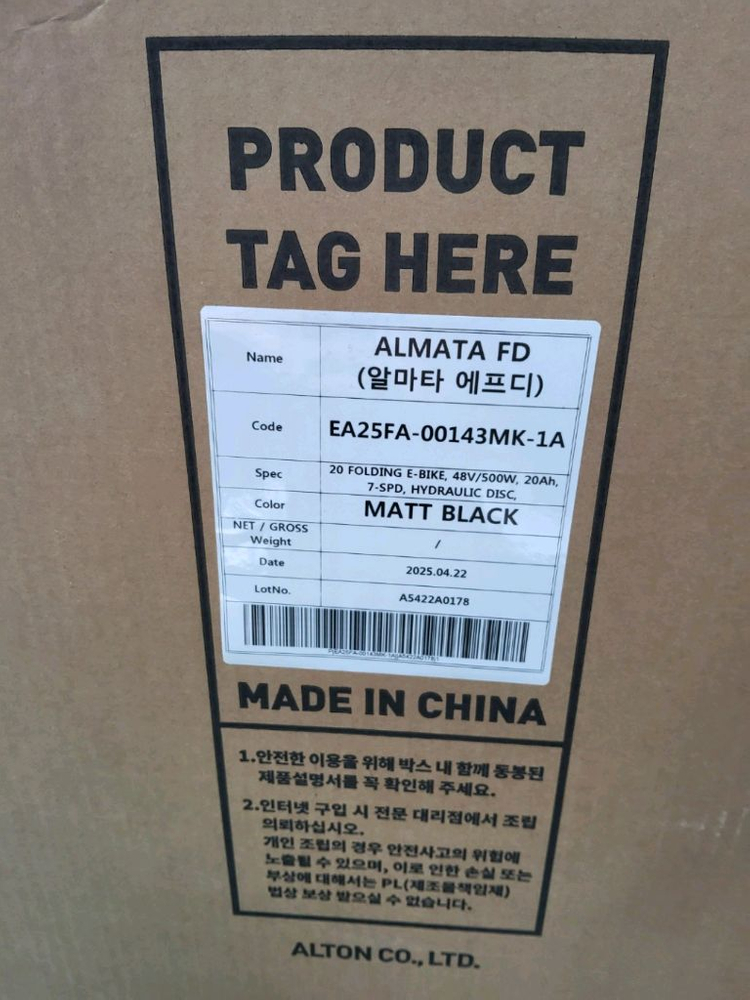 PRODUCT
TAG HERE
Name
ALMATA FD
(알마타 에프디)
Code
EA25FA-00143MK-1A
Spec
20 FOLDING E-BIKE, 48V/500W, 20Ah,
7-SPD, HYDRAULIC DISC,
Color
MATT BLACK
NET / GROSS
Weight
/
Date
2025.04.22
LotNo.
A5422A0178
MADE IN CHINA
1.안전한 이용을 위해 박스 내 함께 동봉된
제품설명서를 꼭 확인해 주세요.
2.인터넷 구입 시 전문 대리점에서 조립
의뢰하십시오.
개인 조립의 경우 안전사고의 위험에
노출될 수 있으며, 이로 인한 손실 또는
부상에 대해서는 PL(제조물책임제)
법상 보상 받으실 수 없습니다.
ALTON CO., LTD.